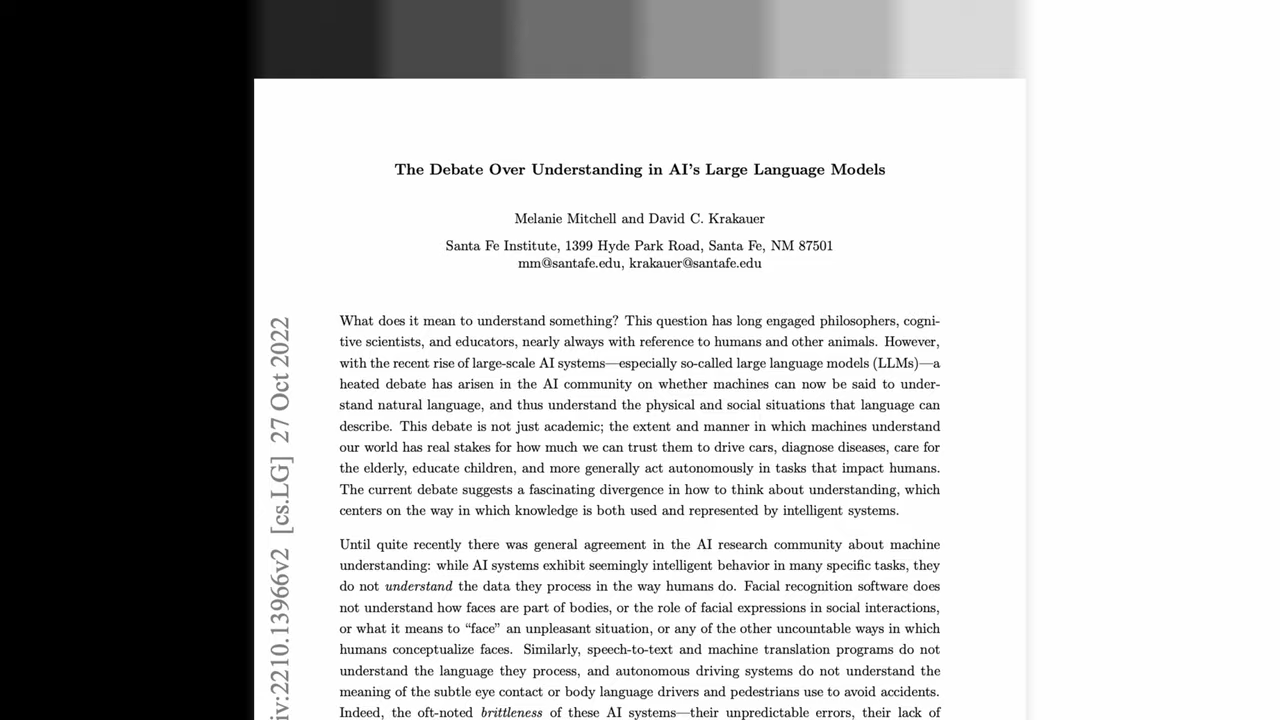 The Debate Over Understanding in AI's Large Language Models
Melanie Mitchell and David C. Krakauer
Santa Fe Institute, 1399 Hyde Park Road, Santa Fe, NM 87501
mm@santafe.edu, krakauer@santafe.edu
What does it mean to understand something? This question has long engaged philosophers, cogni-
tive scientists, and educators, nearly always with reference to humans and other animals. However,
with the recent rise of large-scale AI systems—especially so-called large language models (LLMs)—a
heated debate has arisen in the AI community on whether machines can now be said to under-
stand natural language, and thus understand the physical and social situations that language can
describe. This debate is not just academic; the extent and manner in which machines understand
our world has real stakes for how much we can trust them to drive cars, diagnose diseases, care for
the elderly, educate children, and more generally act autonomously in tasks that impact humans.
The current debate suggests a fascinating divergence in how to think about understanding, which
centers on the way in which knowledge is both used and represented by intelligent systems.
Until quite recently there was general agreement in the AI research community about machine
understanding: while AI systems exhibit seemingly intelligent behavior in many specific tasks, they
do not understand the data they process in the way humans do. Facial recognition software does
not understand how faces are part of bodies, or the role of facial expressions in social interactions,
or what it means to “face” an unpleasant situation, or any of the other uncountable ways in which
humans conceptualize faces. Similarly, speech-to-text and machine translation programs do not
understand the language they process, and autonomous driving systems do not understand the
meaning of the subtle eye contact or body language drivers and pedestrians use to avoid accidents.
Indeed, the oft-noted brittleness of these AI systems—their unpredictable errors, their lack of
iv:2210.13966v2 [cs.LG] 27 Oct 2022